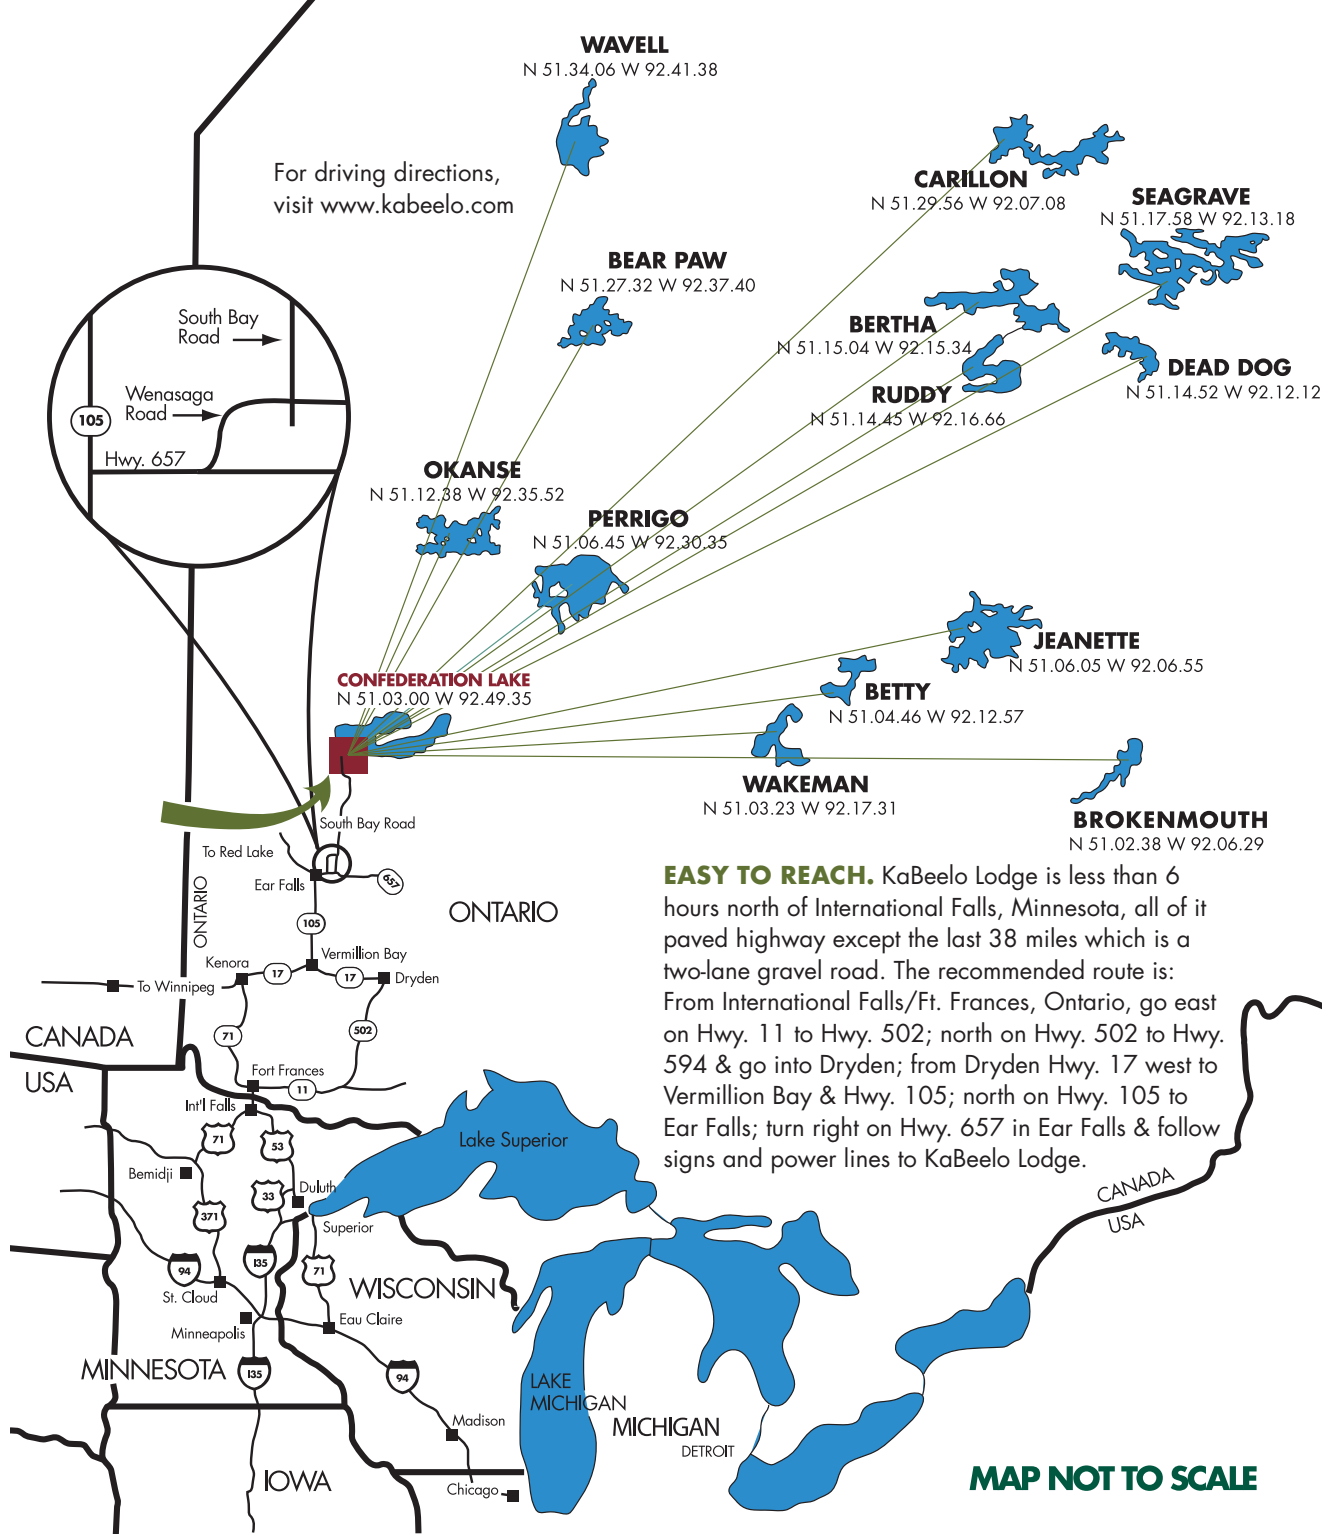 WAVELL
N 51.34.06 W 92.41.38
For driving directions,
visit www.kabeelo.com
CARILLON
N 51.29.56 W 92.07.08
SEAGRAVE
N 51.17.58 W 92.13.18
BEAR PAW
N 51.27.32 W 92.37.40
BERTHA
N 51.15.04 W 92.15.34
DEAD DOG
N 51.14.52 W 92.12.12
RUDDY
N 51.14.45 W 92.16.66
South Bay
Road
Wenasaga
Road
105
Hwy. 657
OKANSE
N 51.12.38 W 92.35.52
PERRIGO
N 51.06.45 W 92.30.35
JEANETTE
N 51.06.05 W 92.06.55
CONFEDERATION LAKE
N 51.03.00 W 92.49.35
BETTY
N 51.04.46 W 92.12.57
WAKEMAN
N 51.03.23 W 92.17.31
BROKENMOUTH
N 51.02.38 W 92.06.29
South Bay Road
To Red Lake
Ear Falls
657
ONTARIO
ONTARIO
105
Vermillion Bay
Kenora
17
17
Dryden
To Winnipeg
71
502
CANADA
USA
Fort Frances
11
Int'l Falls
EASY TO REACH. KaBeelo Lodge is less than 6
hours north of International Falls, Minnesota, all of it
paved highway except the last 38 miles which is a
two-lane gravel road. The recommended route is:
From International Falls/Ft. Frances, Ontario, go east
on Hwy. 11 to Hwy. 502; north on Hwy. 502 to Hwy.
594 & go into Dryden; from Dryden Hwy. 17 west to
Vermillion Bay & Hwy. 105; north on Hwy. 105 to
Ear Falls; turn right on Hwy. 657 in Ear Falls & follow
signs and power lines to KaBeelo Lodge.
71
53
Lake Superior
Bemidji
33
Duluth
371
Superior
CANADA
USA
94
I35
71
St. Cloud
WISCONSIN
Minneapolis
Eau Claire
MINNESOTA
I35
94
LAKE
MICHIGAN
MICHIGAN
DETROIT
Madison
IOWA
Chicago
MAP NOT TO SCALE